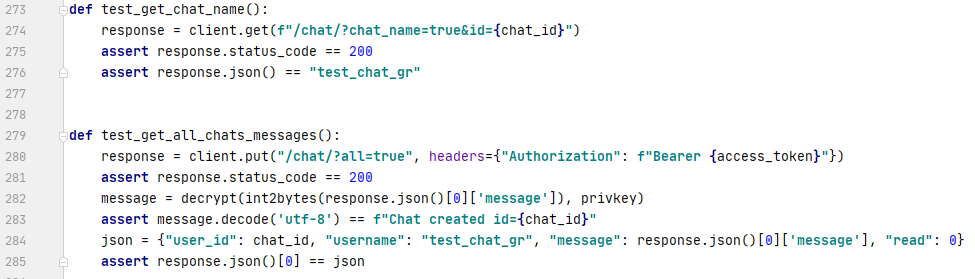 273 def test_get_chat_name():
274     response = client.get(f"/chat/?chat_name=true&id={chat_id}")
275     assert response.status_code == 200
276     assert response.json() == "test_chat_gr"
277
278
279 def test_get_all_chats_messages():
280     response = client.put("/chat/?all=true", headers={"Authorization": f"Bearer {access_token}"})
281     assert response.status_code == 200
282     message = decrypt(int2bytes(response.json()[0]['message']), privkey)
283     assert message.decode('utf-8') == f"Chat created id={chat_id}"
284     json = {"user_id": chat_id, "username": "test_chat_gr", "message": response.json()[0]['message'], "read": 0}
285     assert response.json()[0] == json